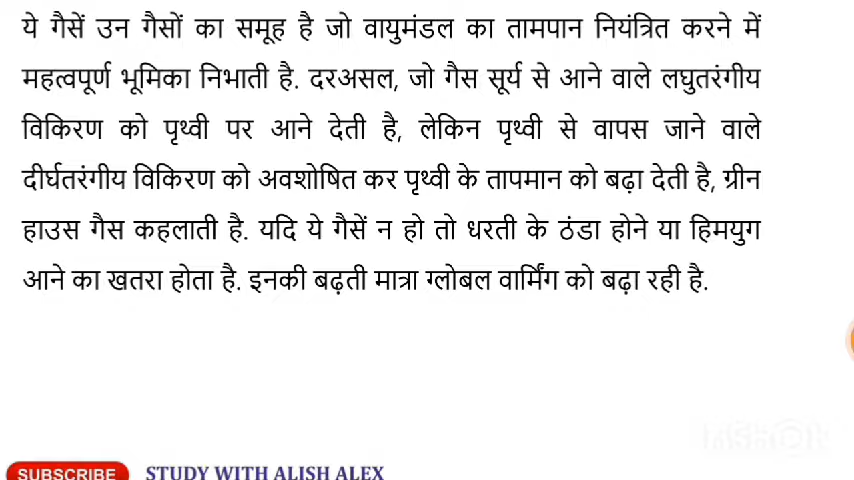 ये गैसें उन गैसों का समूह है जो वायुमंडल का तामपान नियंत्रित करने में
महत्वपूर्ण भूमिका निभाती है. दरअसल, जो गैस सूर्य से आने वाले लघुतरंगीय
विकिरण को पृथ्वी पर आने देती है, लेकिन पृथ्वी से वापस जाने वाले
दीर्घतरंगीय विकिरण को अवशोषित कर पृथ्वी के तापमान को बढ़ा देती है, ग्रीन
हाउस गैस कहलाती है. यदि ये गैसें न हो तो धरती के ठंडा होने या हिमयुग
आने का खतरा होता है. इनकी बढ़ती मात्रा ग्लोबल वार्मिंग को बढ़ा रही है.
SUBSCRIBE STUDY WITH ALISH ALEX